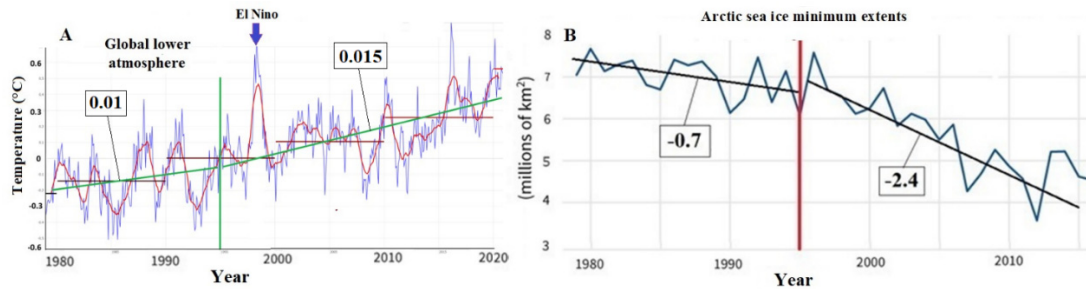 El Nino
A
Global lower
atmosphere
0.01
0.015
Temperature (°C)
0.6
0.3
0
-0.3
-0.6
1980
1990
2000
2010
2020
Year
Arctic sea ice minimum extents
B
(millions of km²)
8
7
6
5
4
3
-0.7
-2.4
1980
1990
2000
2010
Year